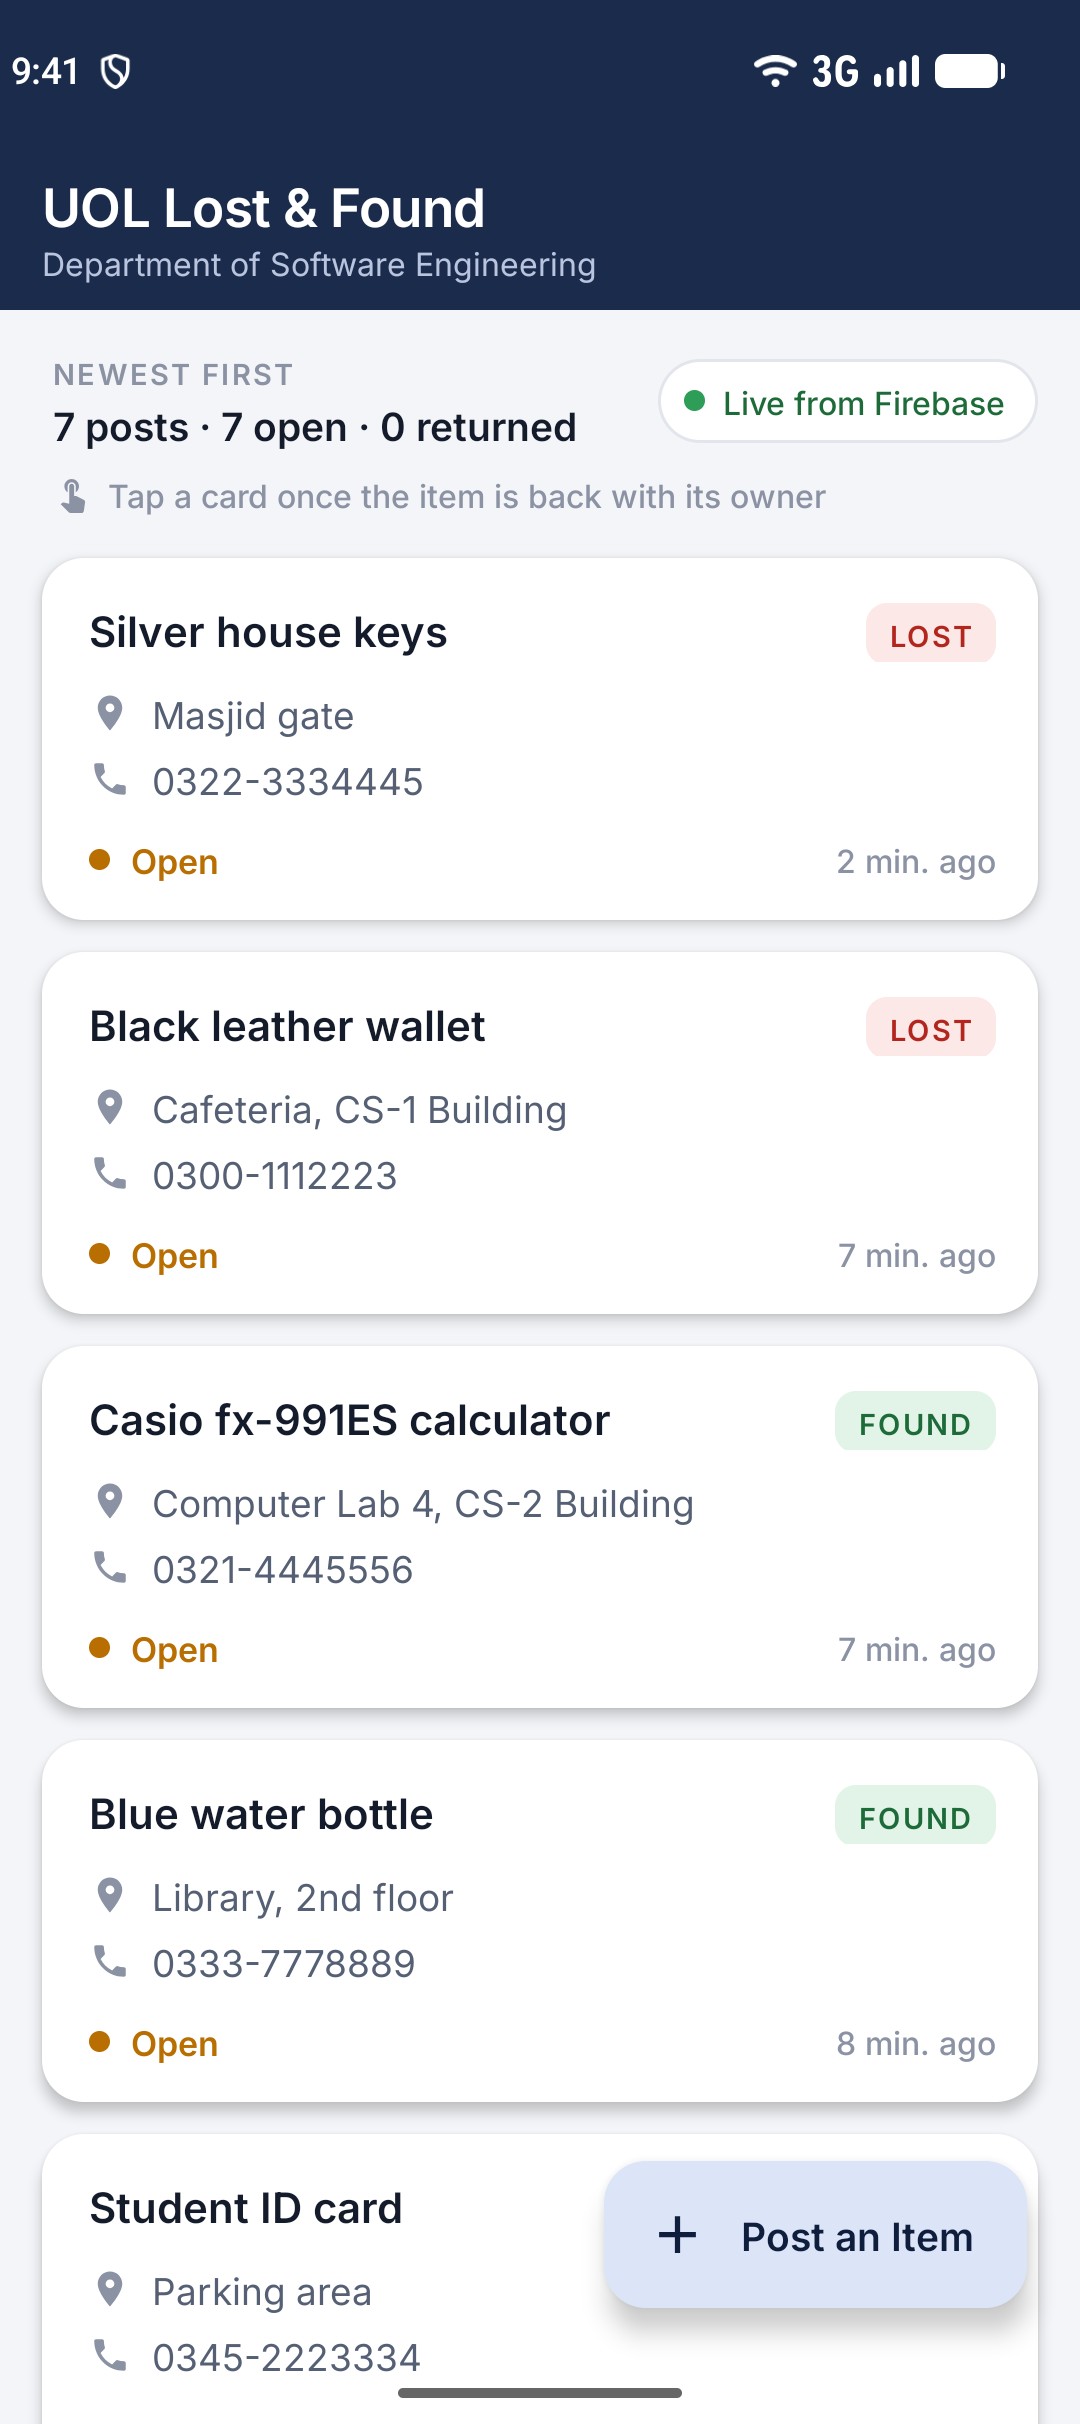 9:41
3G
UOL Lost & Found
Department of Software Engineering
NEWEST FIRST
7 posts · 7 open · 0 returned
Live from Firebase
Tap a card once the item is back with its owner
Silver house keys
LOST
Masjid gate
0322-3334445
Open
2 min. ago
Black leather wallet
LOST
Cafeteria, CS-1 Building
0300-1112223
Open
7 min. ago
Casio fx-991ES calculator
FOUND
Computer Lab 4, CS-2 Building
0321-4445556
Open
7 min. ago
Blue water bottle
FOUND
Library, 2nd floor
0333-7778889
Open
8 min. ago
Student ID card
Parking area
0345-2223334
Post an Item